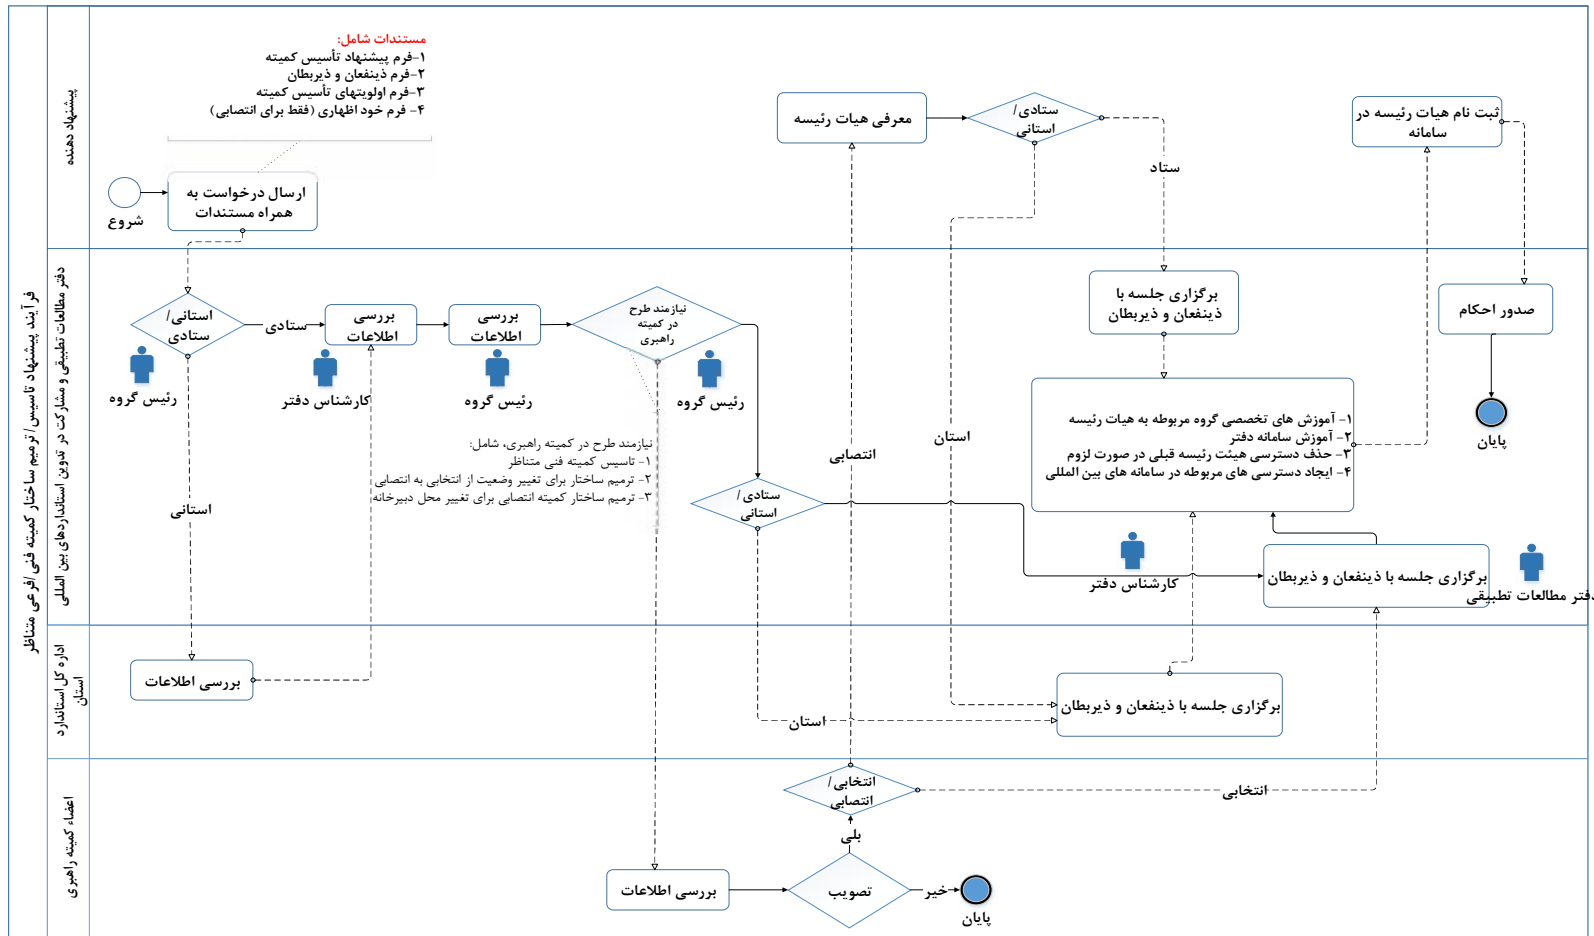 فرآیند پیشنهاد تاسیس/ ترمیم ساختار کمیته فنی /فرعی متناظر
پیشنهاد دهنده
مستندات شامل:
۱-فرم پیشنهاد تأسیس کمیته
۲-فرم ذینفعان و ذیربطان
۳-فرم اولویتهای تأسیس کمیته
۴- فرم خود اظهاری (فقط برای انتصابی)
شروع
ارسال درخواست به
همراه مستندات
معرفی هیات رئیسه
ستادی/
استانی
ستاد
ثبت نام هیات رئیسه در
سامانه
دفتر مطالعات تطبیقی و مشارکت در تدوین استانداردهای بین المللی
استانی/
ستادی
ستادی
رئیس گروه
بررسی
اطلاعات
کارشناس دفتر
بررسی
اطلاعات
رئیس گروه
نیازمند طرح
در کمیته
راهبری
رئیس گروه
نیازمند طرح در کمیته راهبری، شامل:
۱- تاسیس کمیته فنی متناظر
۲- ترمیم ساختار برای تغییر وضعیت از انتخابی به انتصابی
۳- ترمیم ساختار کمیته انتصابی برای تغییر محل دبیرخانه
استانی
ستادی/
استانی
انتصابی
استان
برگزاری جلسه با
ذینفعان و ذیربطان
۱- آموزش های تخصصی گروه مربوطه به هیات رئیسه
۲- آموزش سامانه دفتر
۳- حذف دسترسی هیئت رئیسه قبلی در صورت لزوم
۴- ایجاد دسترسی های مربوطه در سامانه های بین المللی
صدور احکام
پایان
کارشناس دفتر
برگزاری جلسه با ذینفعان و ذیربطان
دفتر مطالعات تطبیقی
اداره کل استاندارد
استان
بررسی اطلاعات
استان
برگزاری جلسه با ذینفعان و ذیربطان
اعضاء کمیته راهبری
انتخابی/
انتصابی
انتخابی
بلی
بررسی اطلاعات
تصویب
خیر
پایان